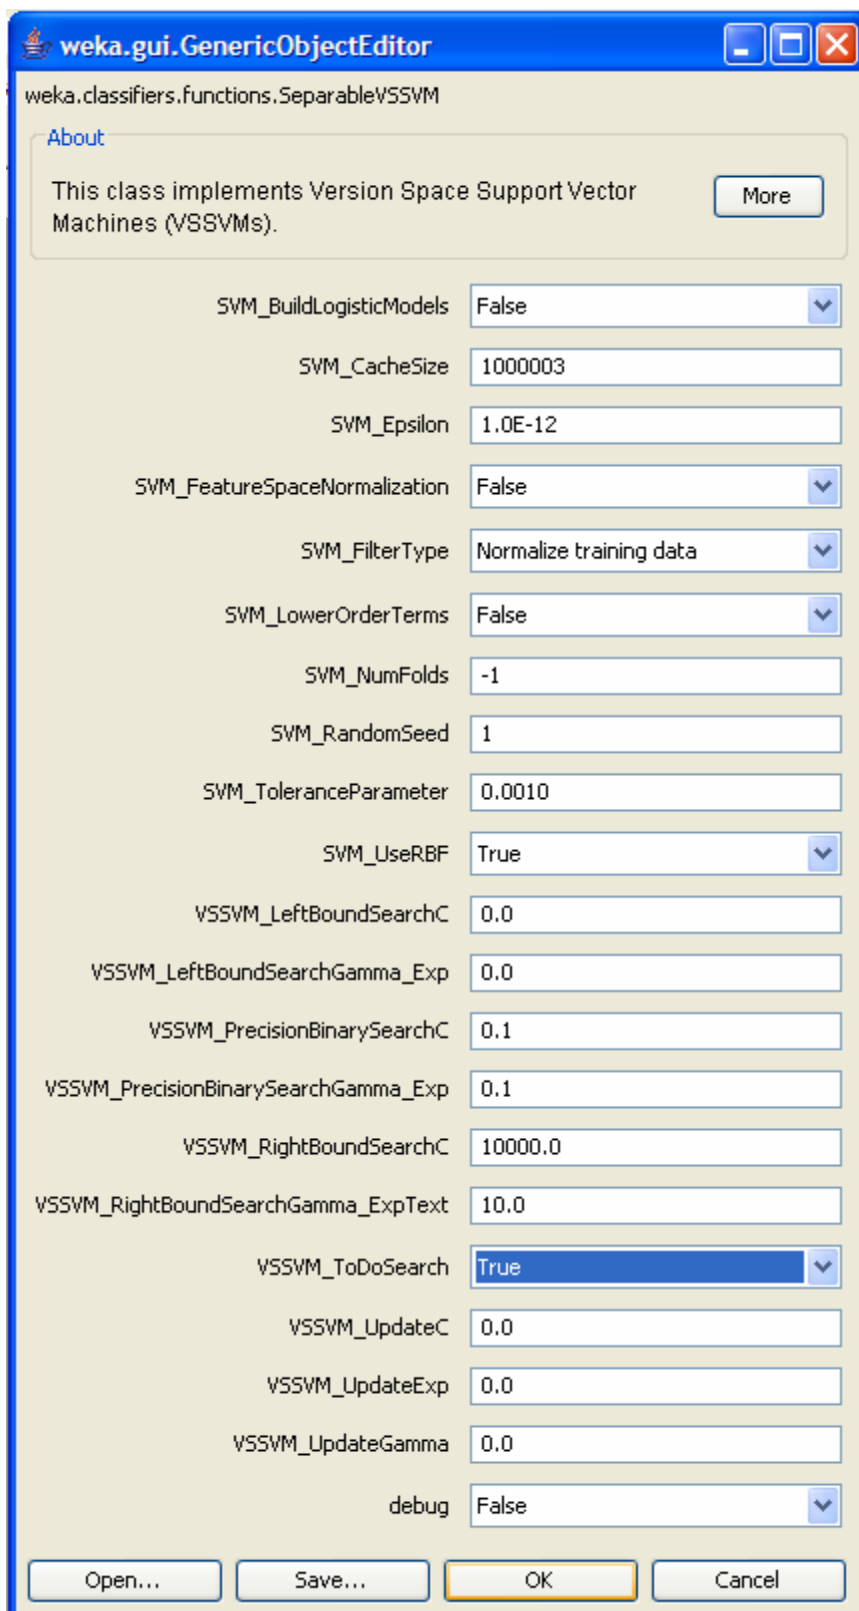 weka.gui.GenericObjectEditor
weka.classifiers.functions.SeparableVSSVM
About
This class implements Version Space Support Vector
Machines (VSSVMs).
More
SVM_BuildLogisticModels False
SVM_CacheSize 1000003
SVM_Epsilon 1.0E-12
SVM_FeatureSpaceNormalization False
SVM_FilterType Normalize training data
SVM_LowerOrderTerms False
SVM_NumFolds -1
SVM_RandomSeed 1
SVM_ToleranceParameter 0.0010
SVM_UseRBF True
VSSVM_LeftBoundSearchC 0.0
VSSVM_LeftBoundSearchGamma_Exp 0.0
VSSVM_PrecisionBinarySearchC 0.1
VSSVM_PrecisionBinarySearchGamma_Exp 0.1
VSSVM_RightBoundSearchC 10000.0
VSSVM_RightBoundSearchGamma_ExpText 10.0
VSSVM_ToDoSearch True
VSSVM_UpdateC 0.0
VSSVM_UpdateExp 0.0
VSSVM_UpdateGamma 0.0
debug False
Open... Save... OK Cancel